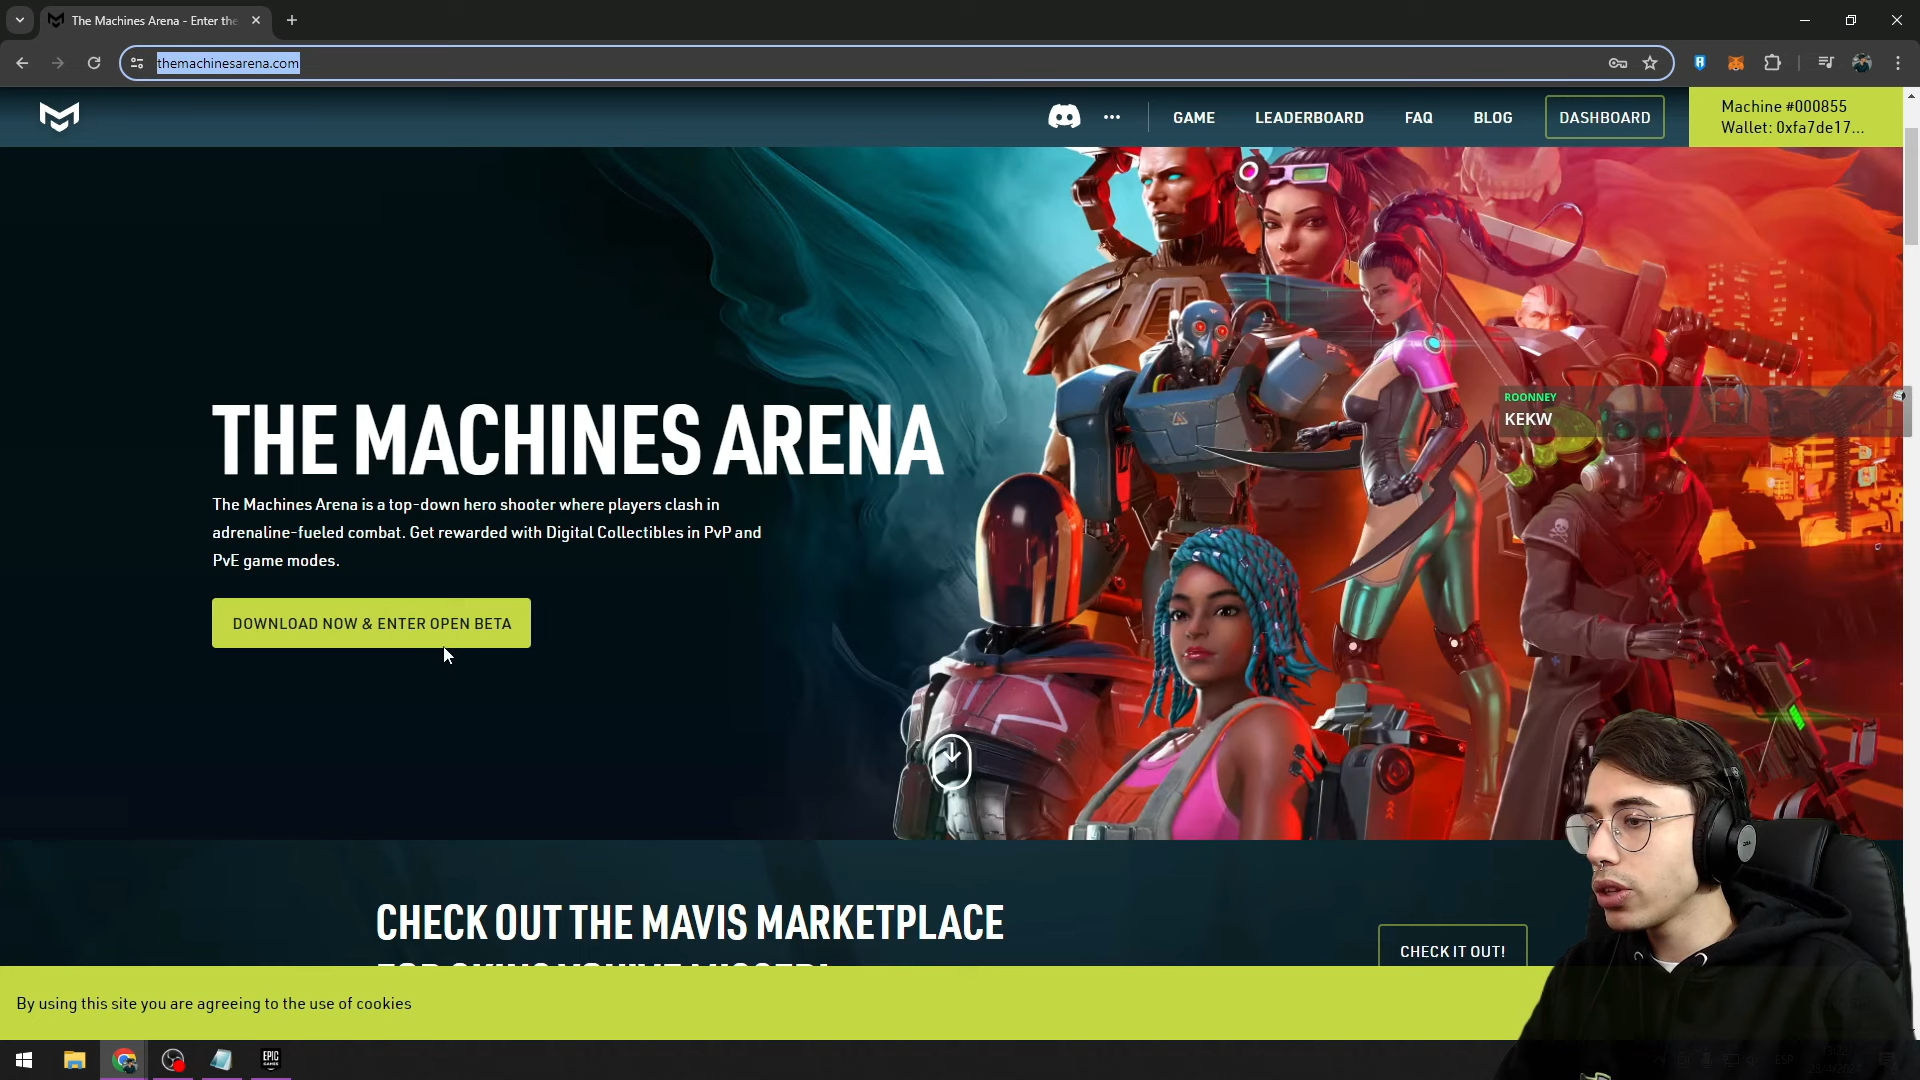 The Machines Arena - Enter the
themachinesarena.com
GAME
LEADERBOARD
FAQ
BLOG
DASHBOARD
Machine #000855
Wallet: 0xfa7de17...
THE MACHINES ARENA
The Machines Arena is a top-down hero shooter where players clash in
adrenaline-fueled combat. Get rewarded with Digital Collectibles in PvP and
PvE game modes.
DOWNLOAD NOW & ENTER OPEN BETA
ROONNEY
KEKW
CHECK OUT THE MAVIS MARKETPLACE
CHECK IT OUT!
By using this site you are agreeing to the use of cookies
EPIC
GAMES
ESP